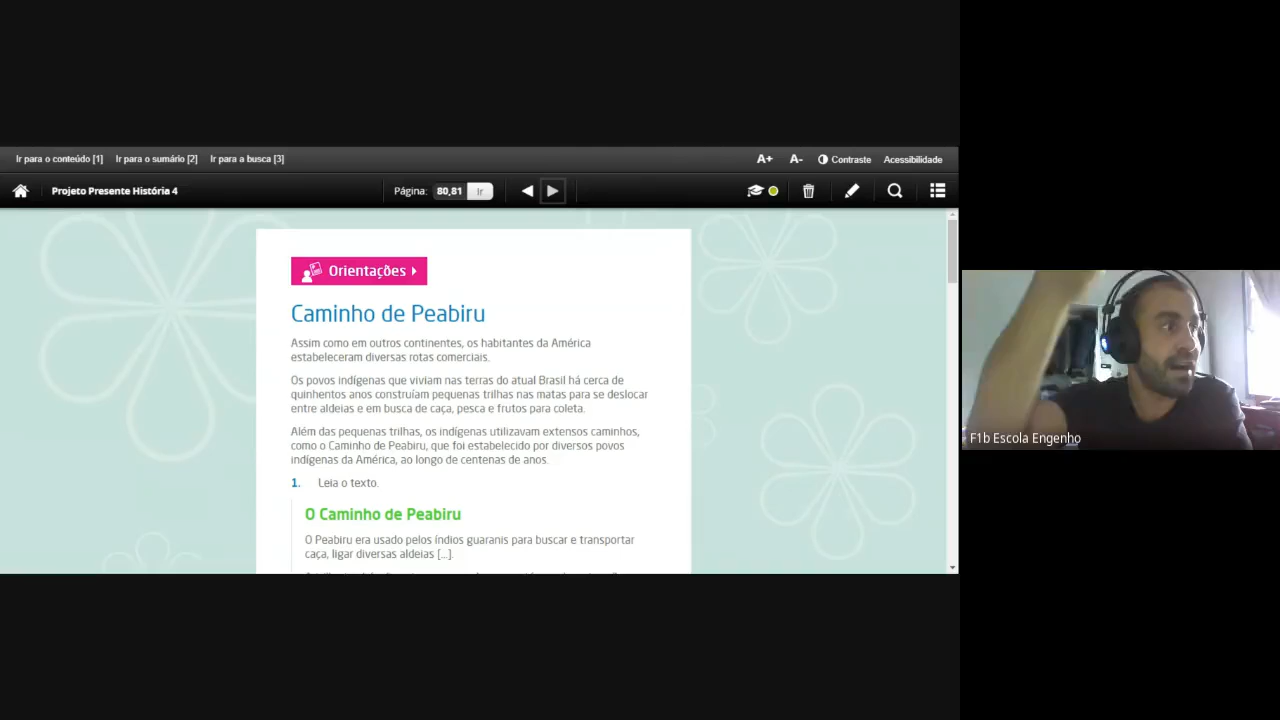 Ir para o conteúdo [1] Ir para o sumário [2] Ir para a busca [3] A+ A- Contraste Acessibilidade
Projeto Presente História 4 Página: 80,81 Ir
Orientações
Caminho de Peabiru
Assim como em outros continentes, os habitantes da América
estabeleceram diversas rotas comerciais.
Os povos indígenas que viviam nas terras do atual Brasil há cerca de
quinhentos anos construíam pequenas trilhas nas matas para se deslocar
entre aldeias e em busca de caça, pesca e frutos para coleta.
Além das pequenas trilhas, os indígenas utilizavam extensos caminhos,
como o Caminho de Peabiru, que foi estabelecido por diversos povos
indígenas da América, ao longo de centenas de anos.
1. Leia o texto.
O Caminho de Peabiru
O Peabiru era usado pelos índios guaranis para buscar e transportar
caça, ligar diversas aldeias [...].
F1b Escola Engenho